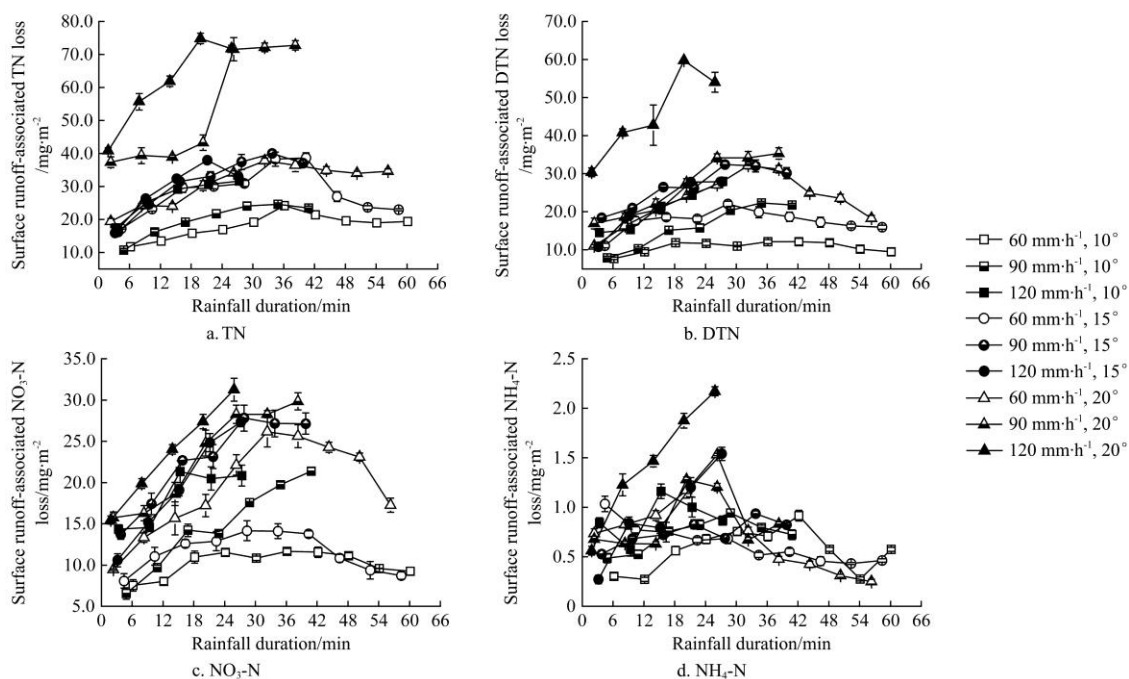 80.0
70.0
60.0
50.0
40.0
30.0
20.0
10.0
Surface runoff-associated TN loss
/mg·m⁻²
0 6 12 18 24 30 36 42 48 54 60 66
Rainfall duration/min
a. TN
70.0
60.0
50.0
40.0
30.0
20.0
10.0
Surface runoff-associated DTN loss
/mg·m⁻²
0 6 12 18 24 30 36 42 48 54 60 66
Rainfall duration/min
b. DTN
35.0
30.0
25.0
20.0
15.0
10.0
5.0
Surface runoff-associated NO₃-N
loss/mg·m⁻²
0 6 12 18 24 30 36 42 48 54 60 66
Rainfall duration/min
c. NO₃-N
2.5
2.0
1.5
1.0
0.5
0
Surface runoff-associated NH₄-N
loss/mg·m⁻²
0 6 12 18 24 30 36 42 48 54 60 66
Rainfall duration/min
d. NH₄-N
60 mm·h⁻¹, 10°
90 mm·h⁻¹, 10°
120 mm·h⁻¹, 10°
60 mm·h⁻¹, 15°
90 mm·h⁻¹, 15°
120 mm·h⁻¹, 15°
60 mm·h⁻¹, 20°
90 mm·h⁻¹, 20°
120 mm·h⁻¹, 20°